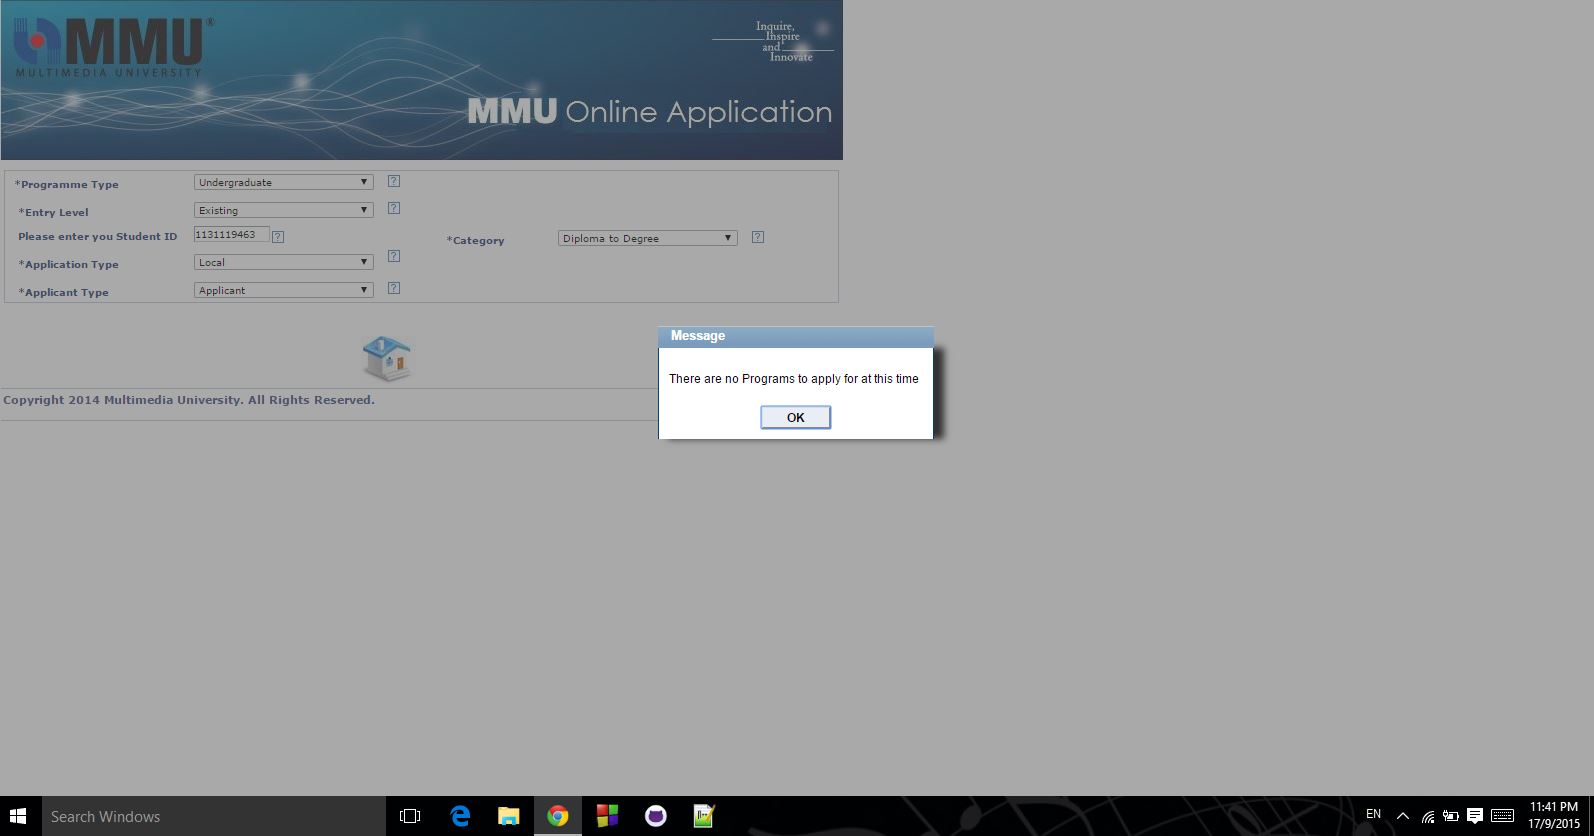 MMU®
MULTIMEDIA UNIVERSITY
Inquire,
Inspire
and
Innovate
MMU Online Application
*Programme Type Undergraduate ?
*Entry Level Existing ?
Please enter you Student ID 1131119463 ? *Category Diploma to Degree ?
*Application Type Local ?
*Applicant Type Applicant ?
Message
There are no Programs to apply for at this time
OK
Copyright 2014 Multimedia University. All Rights Reserved.
Search Windows
EN
11:41 PM
17/9/2015